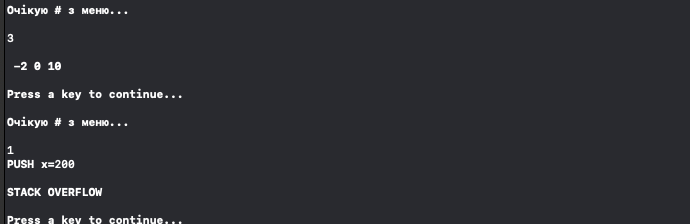 Очікую # з меню...
3
-2 0 10
Press a key to continue...
Очікую # з меню...
1
PUSH x=200
STACK OVERFLOW
Press a key to continue...